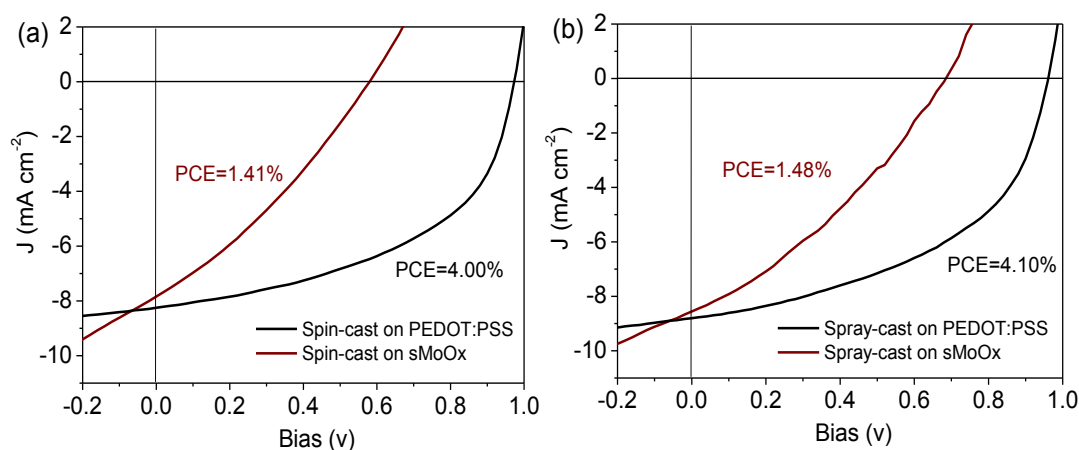 (a)
2
0
-2
-4
-6
-8
-10
J (mA cm⁻²)
PCE=1.41%
PCE=4.00%
Spin-cast on PEDOT:PSS
Spin-cast on sMoOx
-0.2 0.0 0.2 0.4 0.6 0.8 1.0
Bias (v)
(b)
2
0
-2
-4
-6
-8
-10
J (mA cm⁻²)
PCE=1.48%
PCE=4.10%
Spray-cast on PEDOT:PSS
Spray-cast on sMoOx
-0.2 0.0 0.2 0.4 0.6 0.8 1.0
Bias (v)